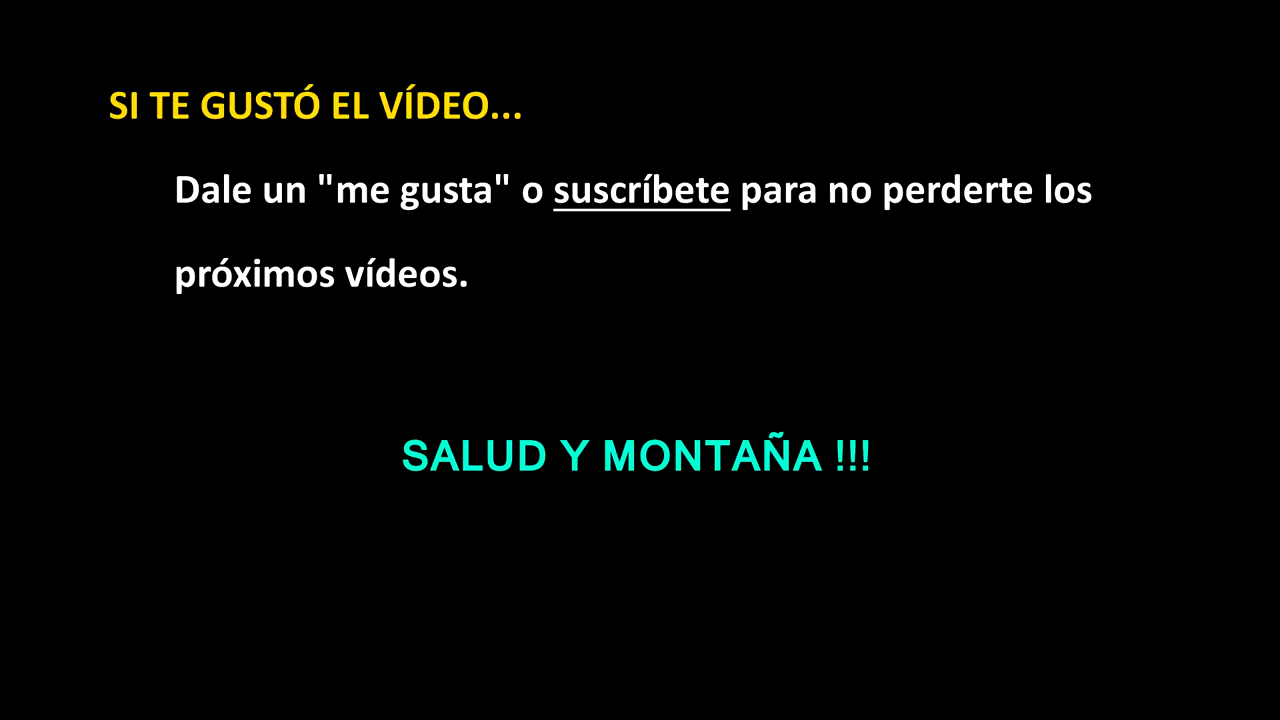 SI TE GUSTÓ EL VÍDEO...
Dale un "me gusta" o suscríbete para no perderte los
próximos vídeos.
SALUD Y MONTAÑA !!!